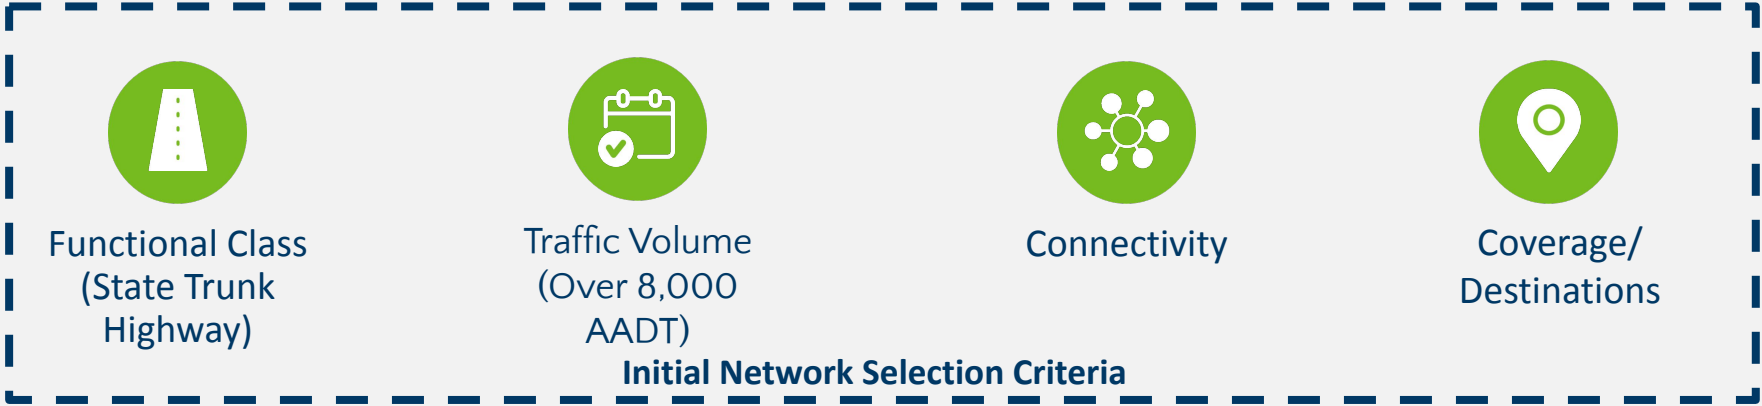 Functional Class
(State Trunk
Highway)
Traffic Volume
(Over 8,000
AADT)
Connectivity
Coverage/
Destinations
Initial Network Selection Criteria